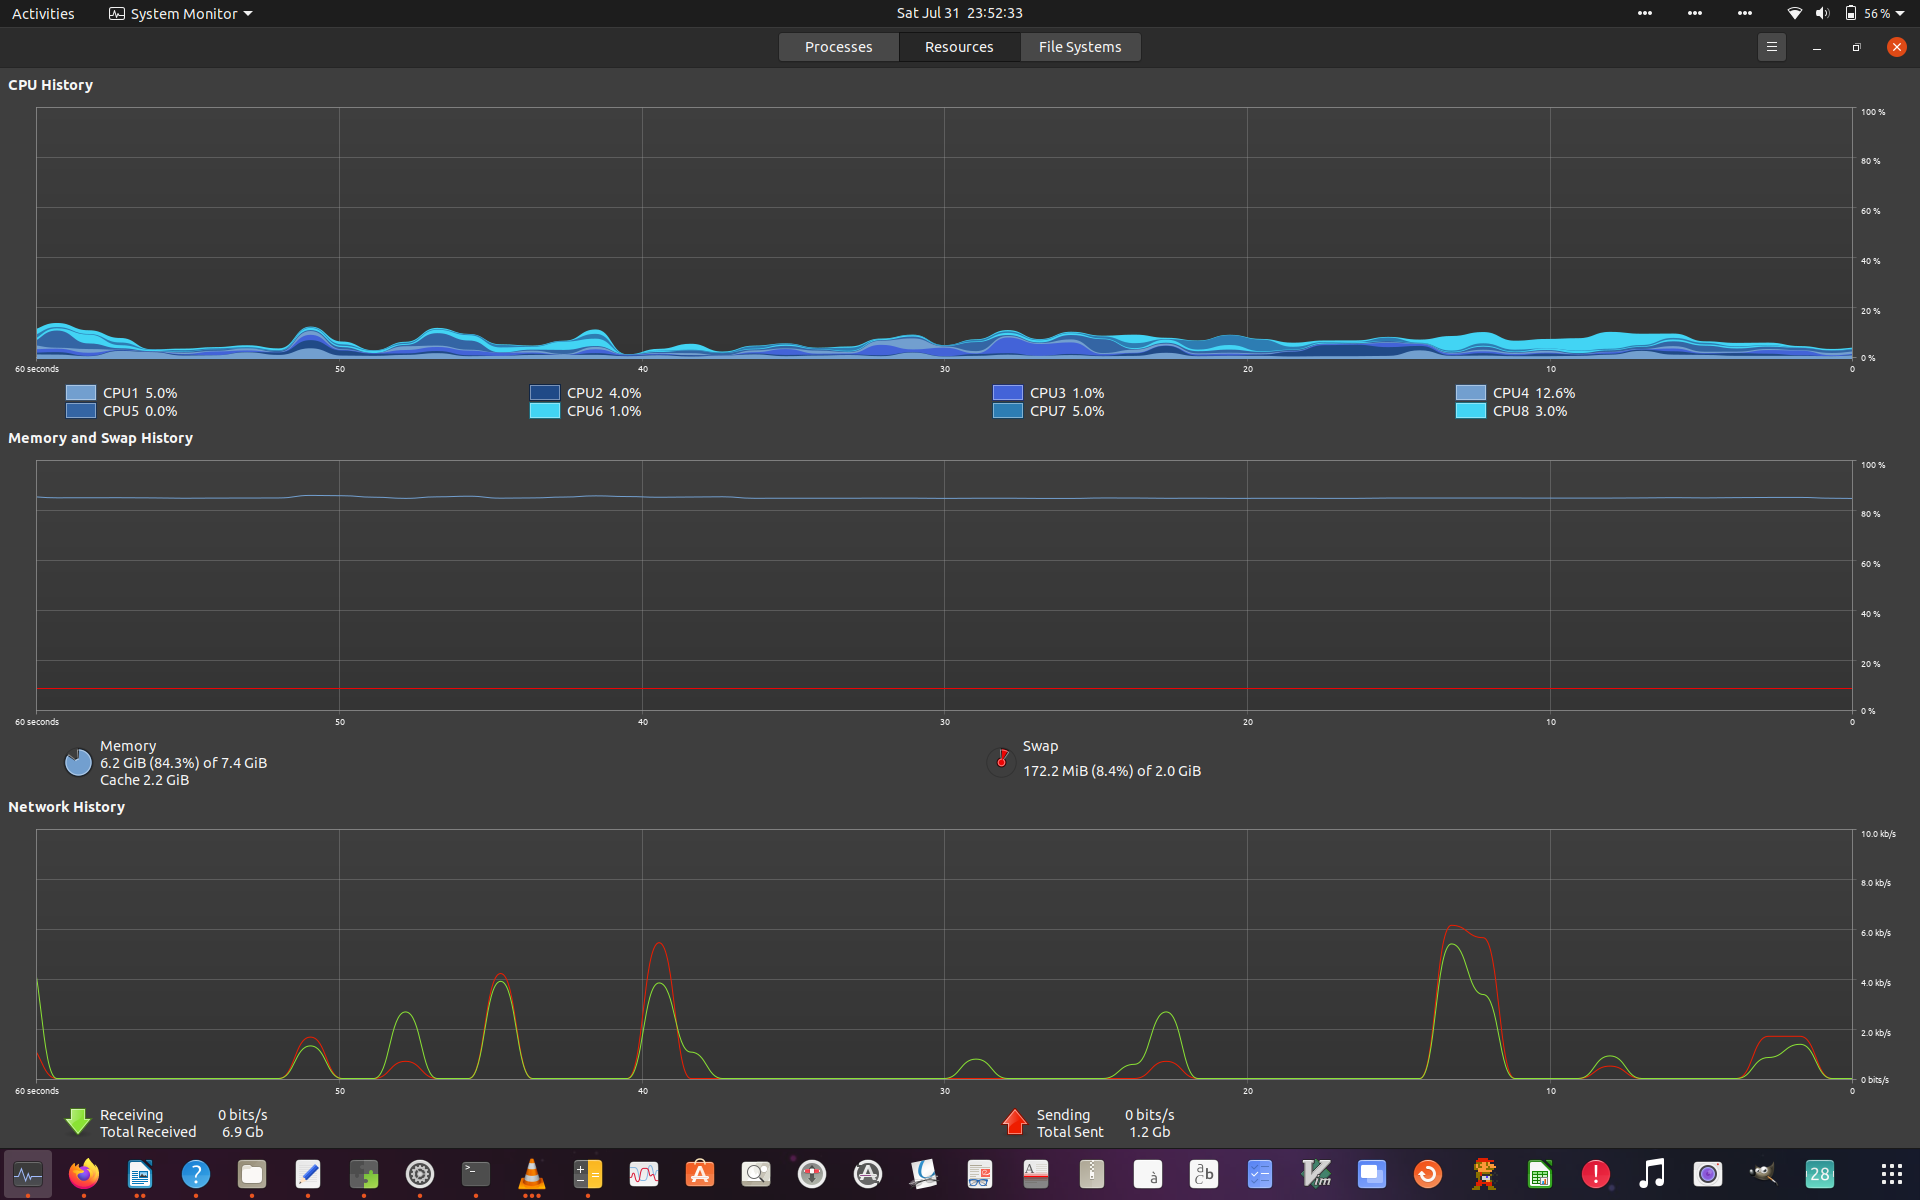 Activities
System Monitor
Sat Jul 31 23:52:33
56 %
Processes
Resources
File Systems
CPU History
100 %
80 %
60 %
40 %
20 %
0 %
60 seconds
50
40
30
20
10
0
CPU1 5.0%
CPU2 4.0%
CPU3 1.0%
CPU4 12.6%
CPU5 0.0%
CPU6 1.0%
CPU7 5.0%
CPU8 3.0%
Memory and Swap History
100 %
80 %
60 %
40 %
20 %
0 %
60 seconds
50
40
30
20
10
0
Memory
6.2 GiB (84.3%) of 7.4 GiB
Cache 2.2 GiB
Swap
172.2 MiB (8.4%) of 2.0 GiB
Network History
10.0 kb/s
8.0 kb/s
6.0 kb/s
4.0 kb/s
2.0 kb/s
0 bits/s
60 seconds
50
40
30
20
10
0
Receiving 0 bits/s
Total Received 6.9 Gb
Sending 0 bits/s
Total Sent 1.2 Gb
?
>_
A
à
a b c
Vim
!
28